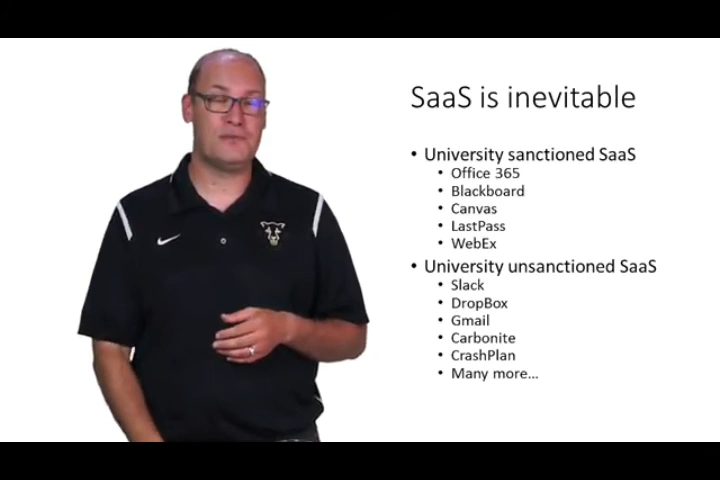 SaaS is inevitable
• University sanctioned SaaS
• Office 365
• Blackboard
• Canvas
• LastPass
• WebEx
• University unsanctioned SaaS
• Slack
• DropBox
• Gmail
• Carbonite
• CrashPlan
• Many more...